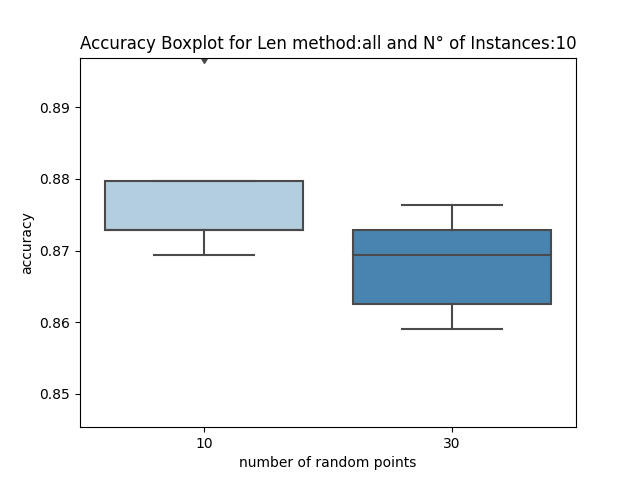 Accuracy Boxplot for Len method:all and N° of Instances:10
0.89
0.88
0.87
0.86
0.85
accuracy
10 30
number of random points